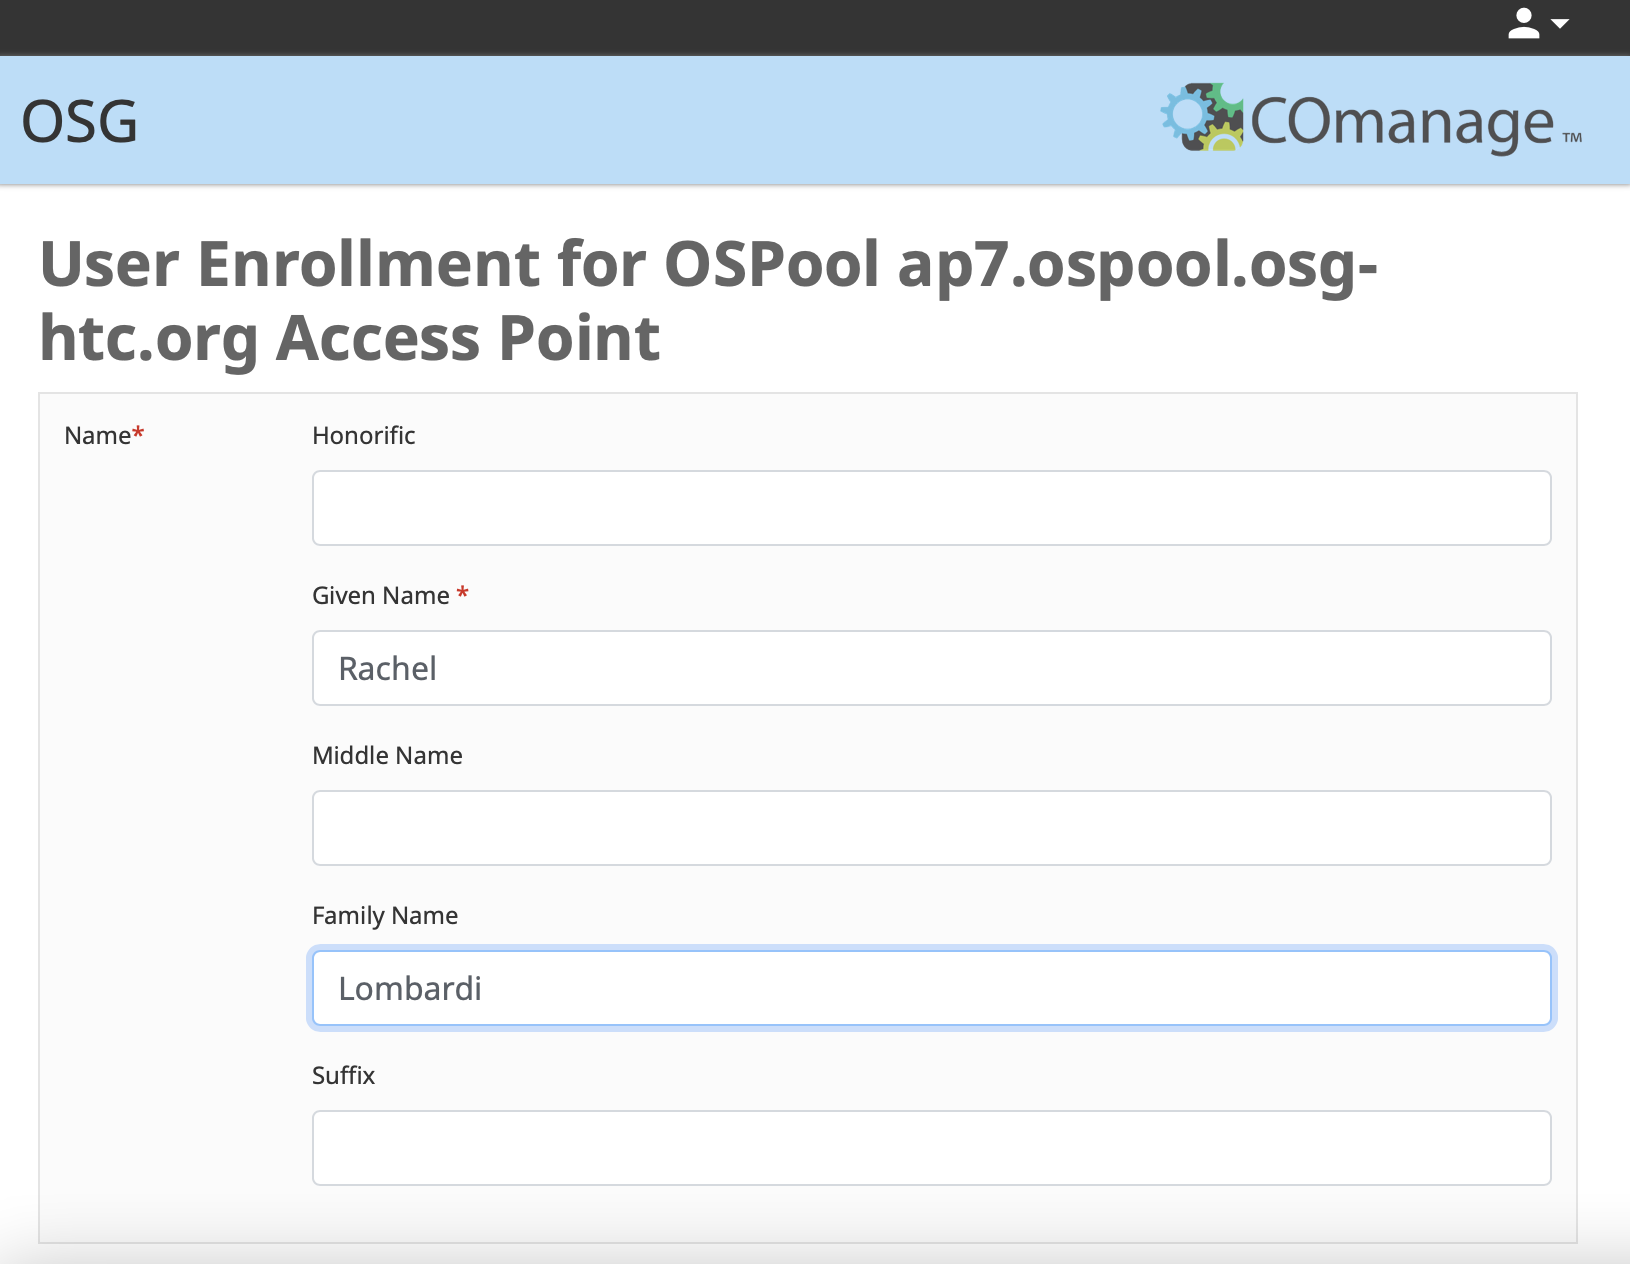 OSG
COmanage™
User Enrollment for OSPool ap7.ospool.osg-
htc.org Access Point
Name*
Honorific
Given Name *
Rachel
Middle Name
Family Name
Lombardi
Suffix